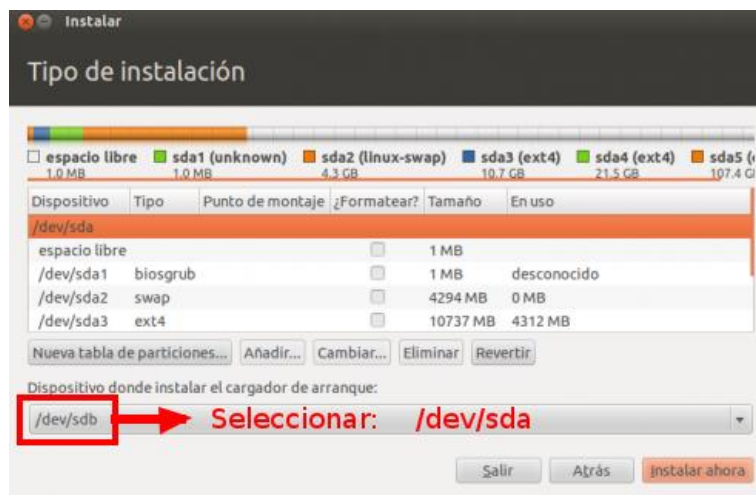 Instalar
Tipo de instalación
espacio libre sda1 (unknown) sda2 (linux-swap) sda3 (ext4) sda4 (ext4) sda5 (
1.0 MB 1.0 MB 4.3 GB 10.7 GB 21.5 GB 107.4 G
Dispositivo Tipo Punto de montaje ¿Formatear? Tamaño En uso
/dev/sda
espacio libre 1 MB
/dev/sda1 biosgrub 1 MB desconocido
/dev/sda2 swap 4294 MB 0 MB
/dev/sda3 ext4 10737 MB 4312 MB
Nueva tabla de particiones... Añadir... Cambiar... Eliminar Revertir
Dispositivo donde instalar el cargador de arranque:
/dev/sdb Seleccionar: /dev/sda
Salir Atrás Instalar ahora